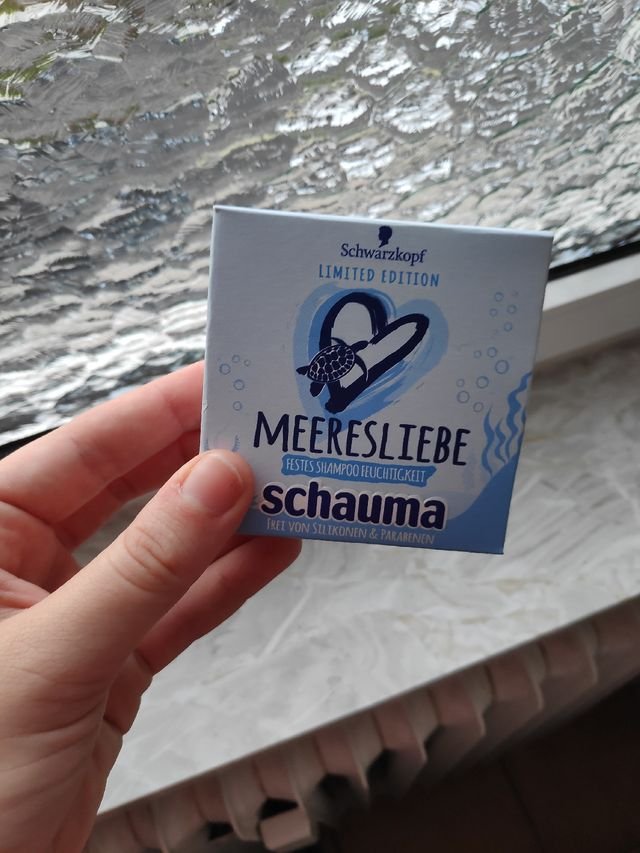 Schwarzkopf
LIMITED EDITION
MEERESLIEBE
FESTES SHAMPOO FEUCHTIGKEIT
schauma
FREI VON SILIKONEN & PARABENEN